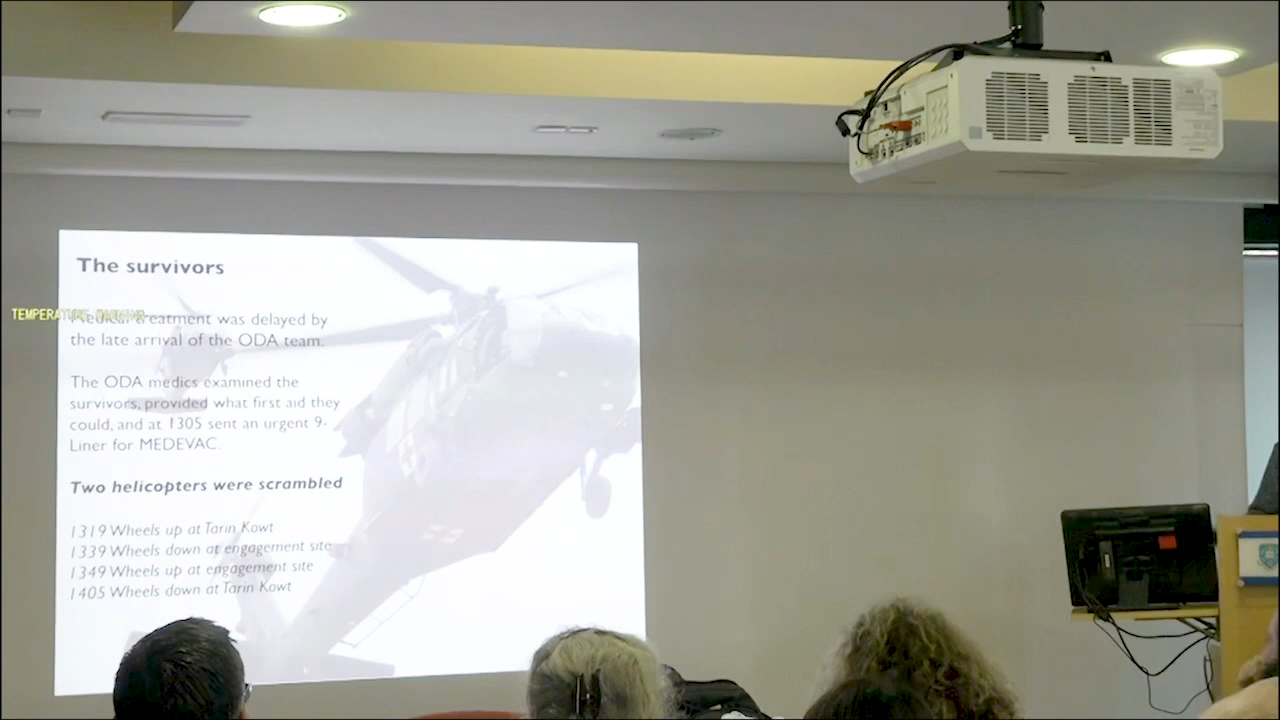 The survivors
TEMPERATURE WARNING
Medical treatment was delayed by
the late arrival of the ODA team.
The ODA medics examined the
survivors, provided what first aid they
could, and at 1305 sent an urgent 9-
Liner for MEDEVAC.
Two helicopters were scrambled
1319 Wheels up at Tarin Kowt
1339 Wheels down at engagement site
1349 Wheels up at engagement site
1405 Wheels down at Tarin Kowt